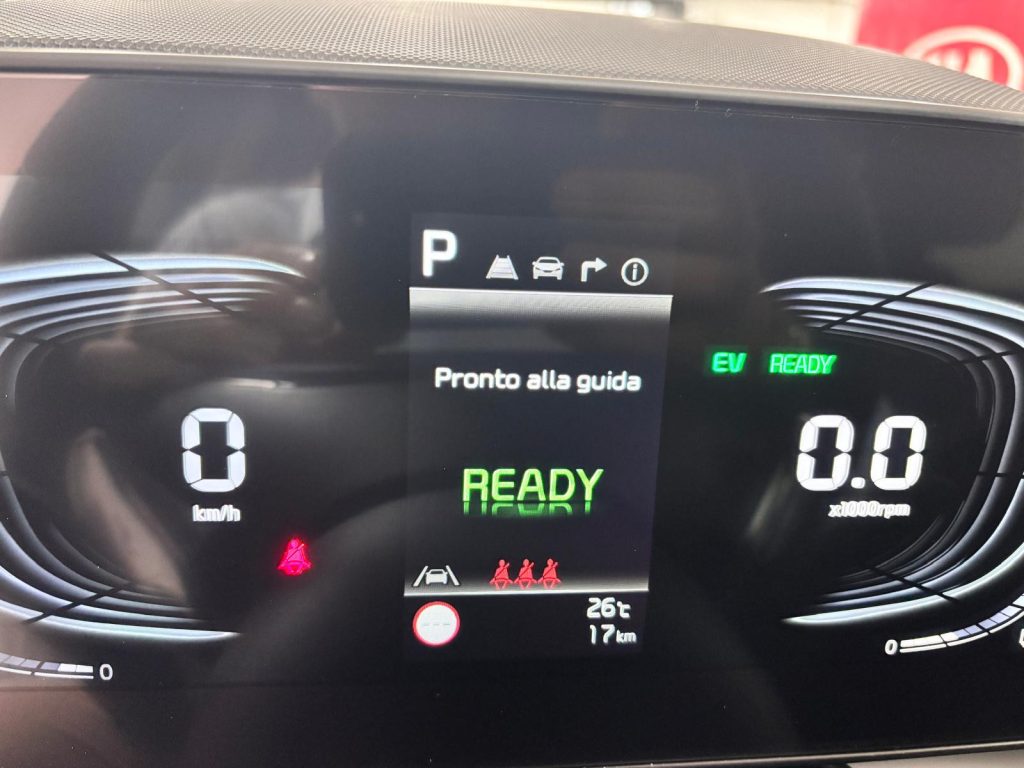 P
Pronto alla guida
EV READY
0
km/h
READY
0.0
x1000rpm
---
26°C
17km
0
0